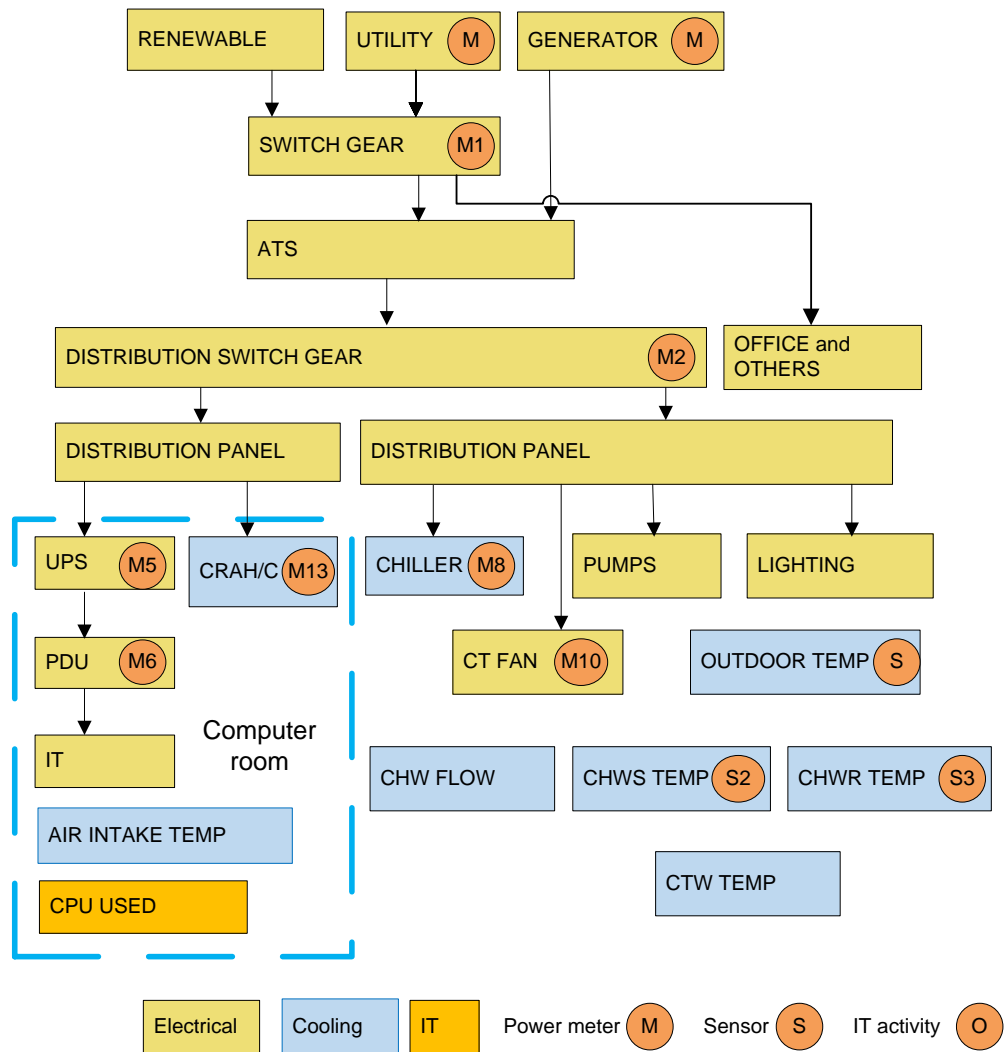 RENEWABLE
UTILITY M
GENERATOR M
SWITCH GEAR M1
ATS
DISTRIBUTION SWITCH GEAR M2
OFFICE and
OTHERS
DISTRIBUTION PANEL
DISTRIBUTION PANEL
UPS M5
CRAH/C M13
CHILLER M8
PUMPS
LIGHTING
PDU M6
CT FAN M10
OUTDOOR TEMP S
Computer
room
IT
CHW FLOW
CHWS TEMP S2
CHWR TEMP S3
AIR INTAKE TEMP
CTW TEMP
CPU USED
Electrical
Cooling
IT
Power meter M
Sensor S
IT activity O